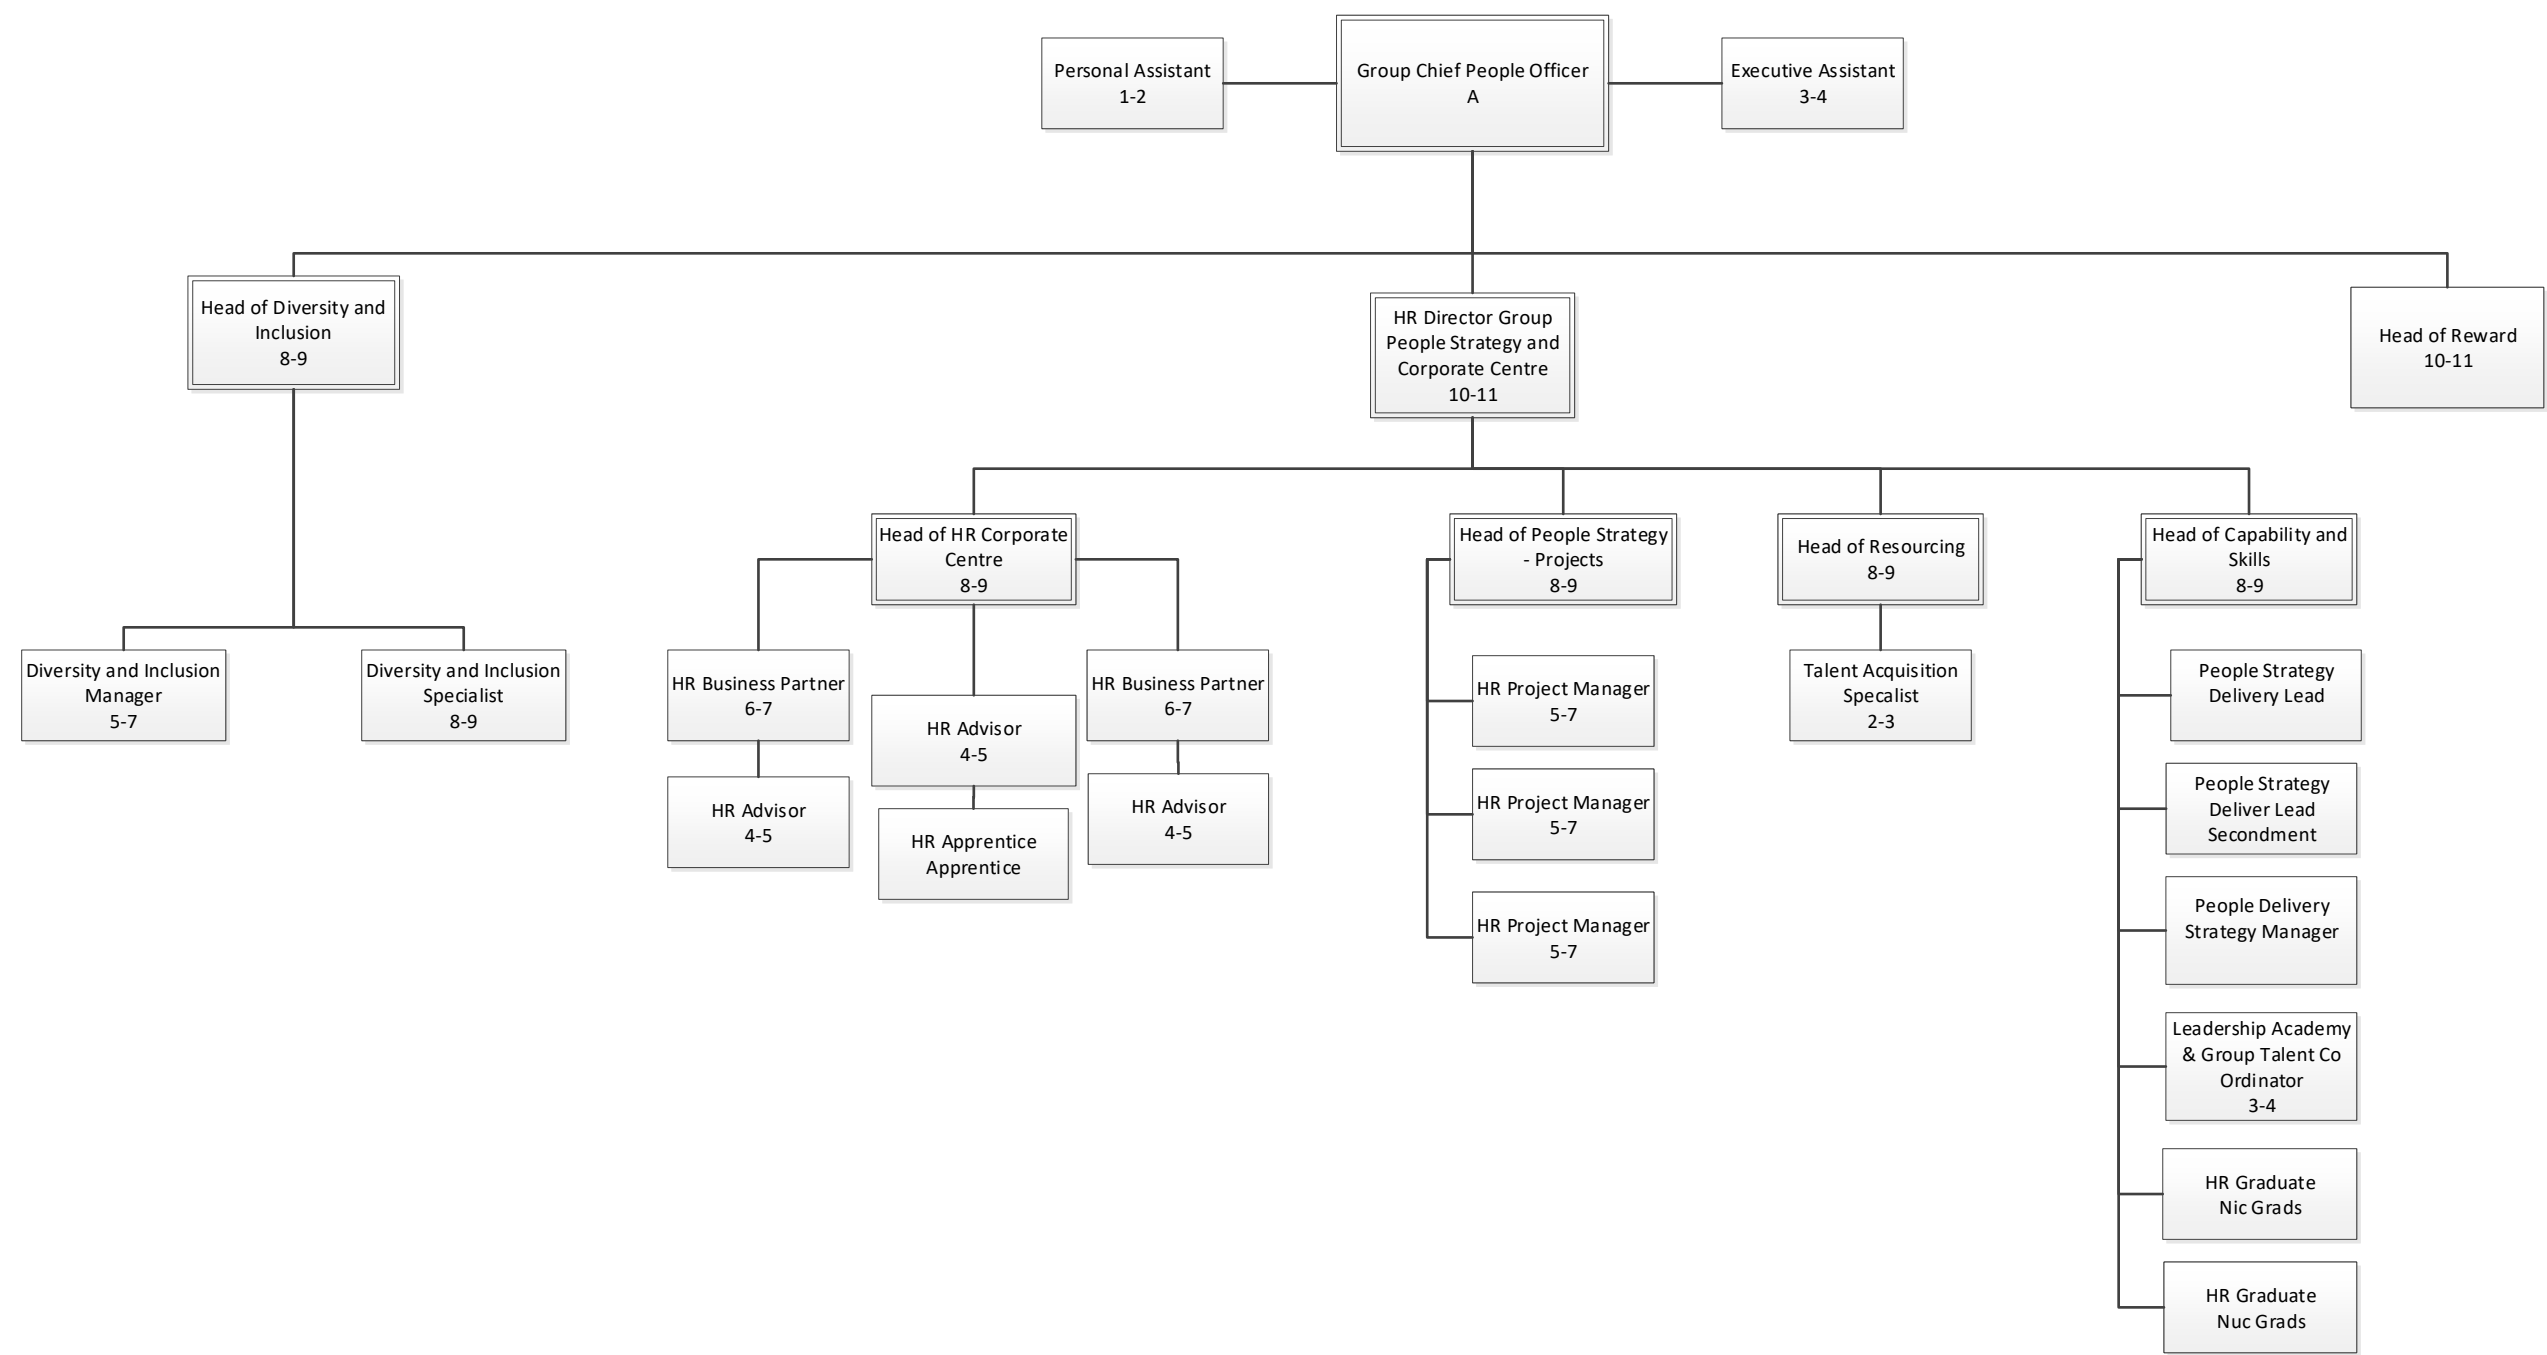 Personal Assistant
1-2
Group Chief People Officer
A
Executive Assistant
3-4
Head of Diversity and
Inclusion
8-9
HR Director Group
People Strategy and
Corporate Centre
10-11
Head of Reward
10-11
Head of HR Corporate
Centre
8-9
Head of People Strategy
- Projects
8-9
Head of Resourcing
8-9
Head of Capability and
Skills
8-9
Diversity and Inclusion
Manager
5-7
Diversity and Inclusion
Specialist
8-9
HR Business Partner
6-7
HR Advisor
4-5
HR Advisor
4-5
HR Apprentice
Apprentice
HR Business Partner
6-7
HR Advisor
4-5
HR Project Manager
5-7
HR Project Manager
5-7
HR Project Manager
5-7
Talent Acquisition
Specalist
2-3
People Strategy
Delivery Lead
People Strategy
Deliver Lead
Secondment
People Delivery
Strategy Manager
Leadership Academy
& Group Talent Co
Ordinator
3-4
HR Graduate
Nic Grads
HR Graduate
Nuc Grads